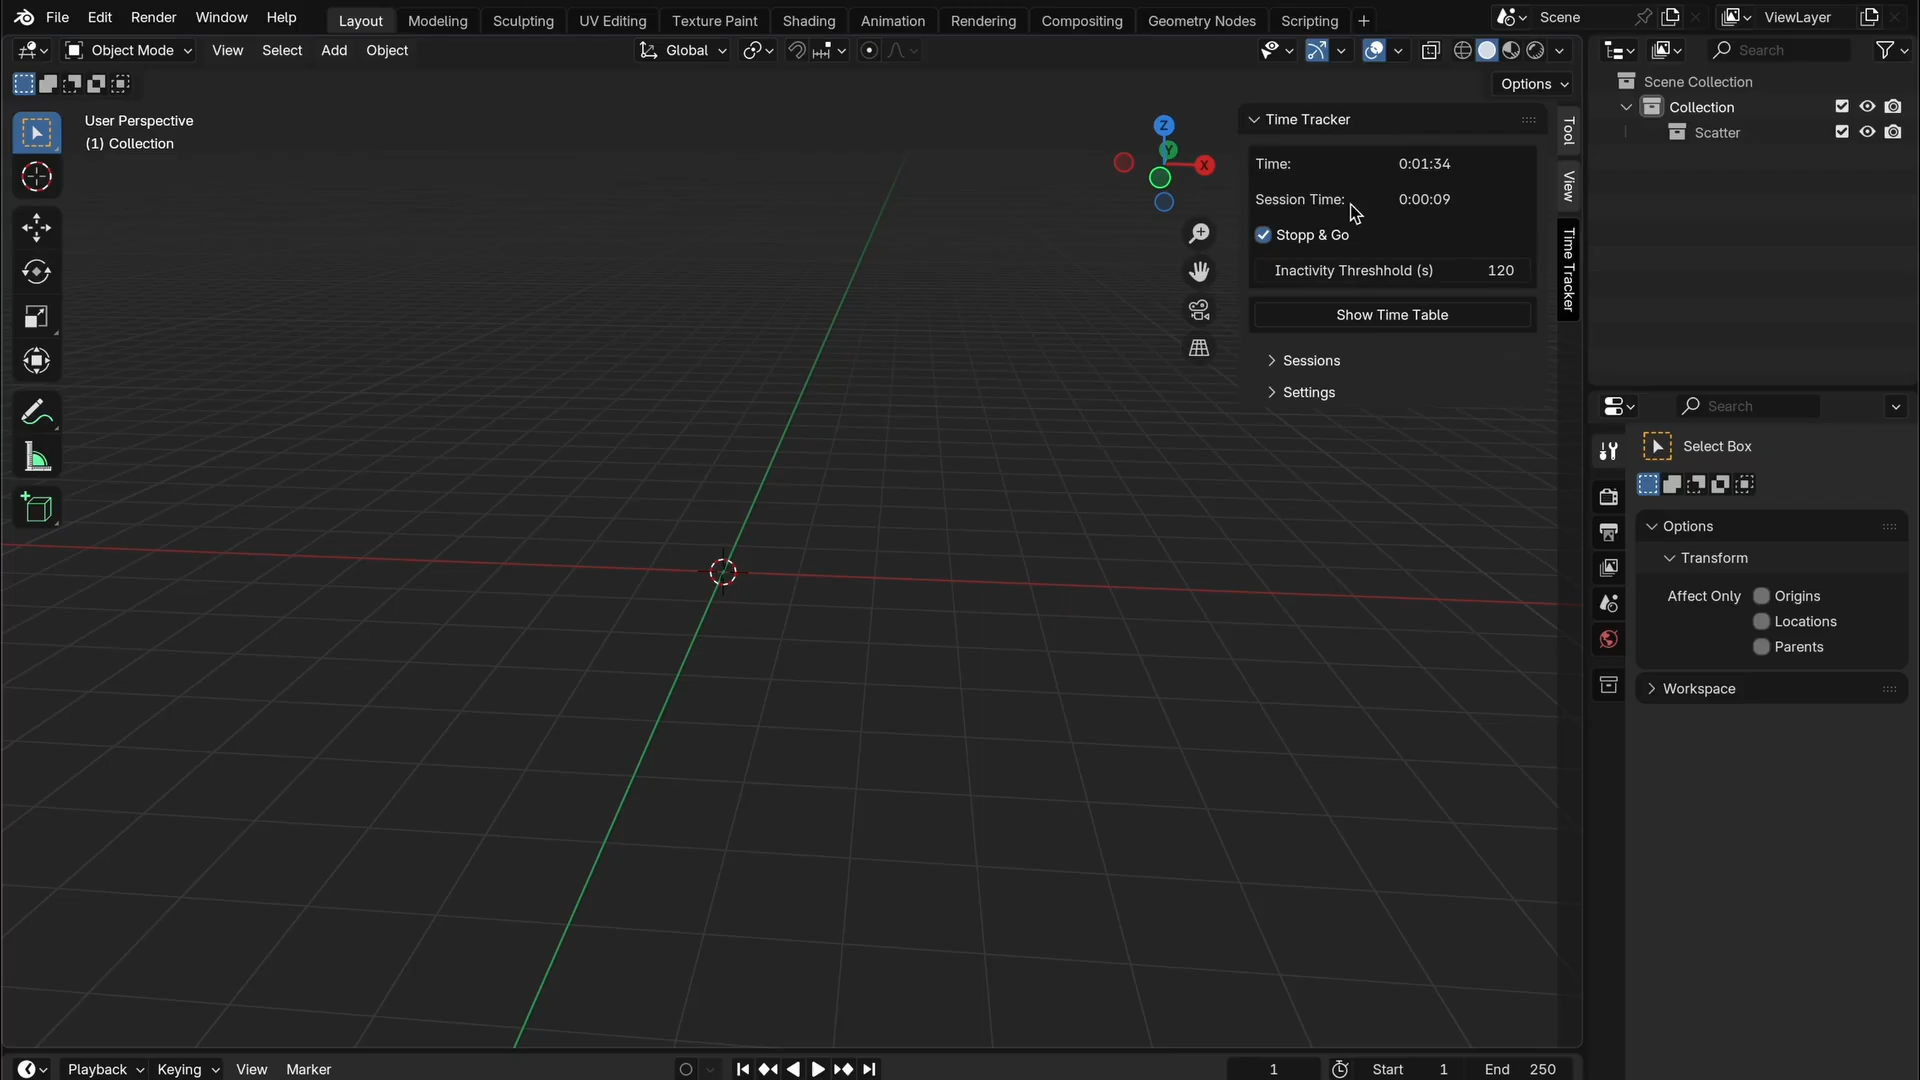 File Edit Render Window Help Layout Modeling Sculpting UV Editing Texture Paint Shading Animation Rendering Compositing Geometry Nodes Scripting + Scene ViewLayer
Object Mode View Select Add Object Global Search
Options
User Perspective
(1) Collection
Z
Y
X
Time Tracker
Time: 0:01:34
Session Time: 0:00:09
Stopp & Go
Inactivity Threshhold (s) 120
Show Time Table
Sessions
Settings
Tool
View
Time Tracker
Scene Collection
Collection
Scatter
Search
Select Box
Options
Transform
Affect Only Origins
Locations
Parents
Workspace
Playback Keying View Marker 1 Start 1 End 250